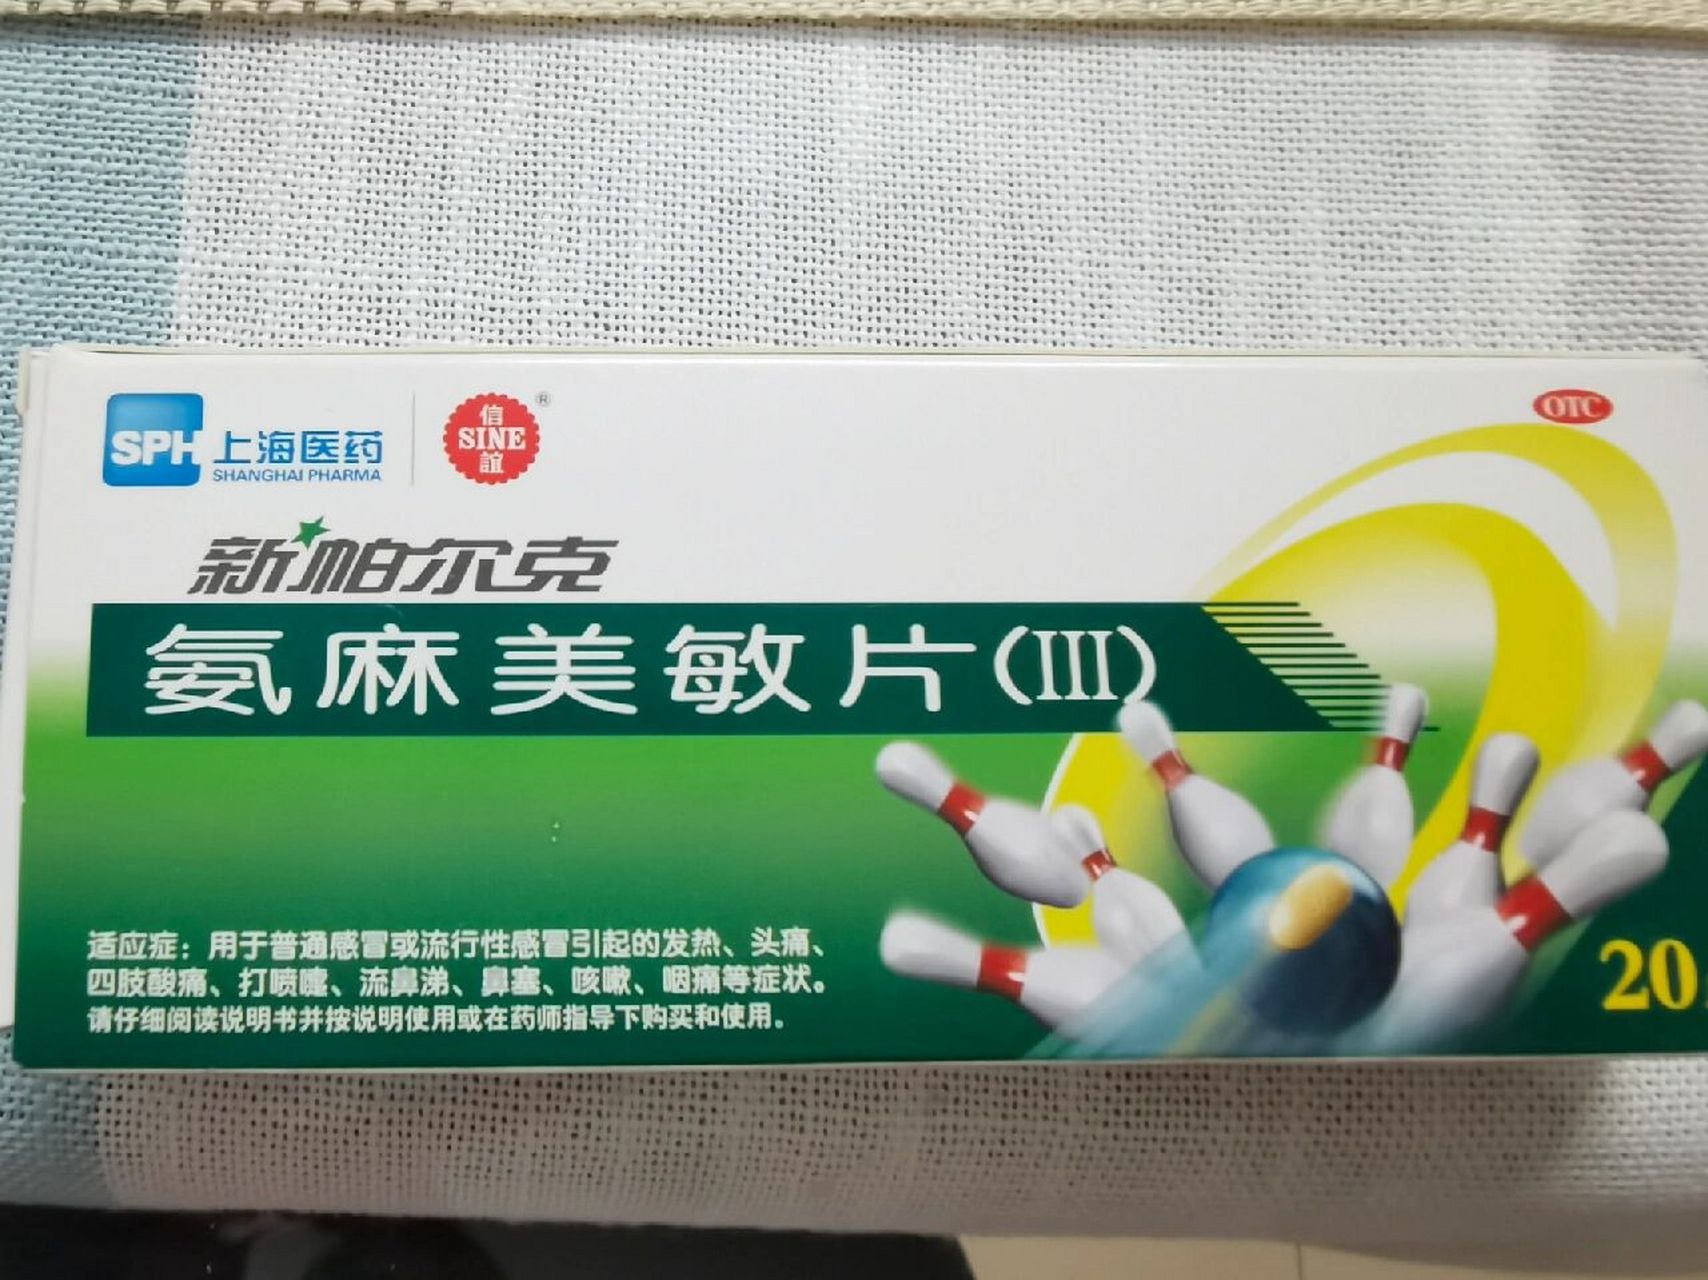 OTC
SPH 上海医药
SHANGHAI PHARMA
信
SINE
誼
®
新帕尔克
氨麻美敏片(III)
适应症：用于普通感冒或流行性感冒引起的发热、头痛、
四肢酸痛、打喷嚏、流鼻涕、鼻塞、咳嗽、咽痛等症状。
请仔细阅读说明书并按说明使用或在药师指导下购买和使用。
20